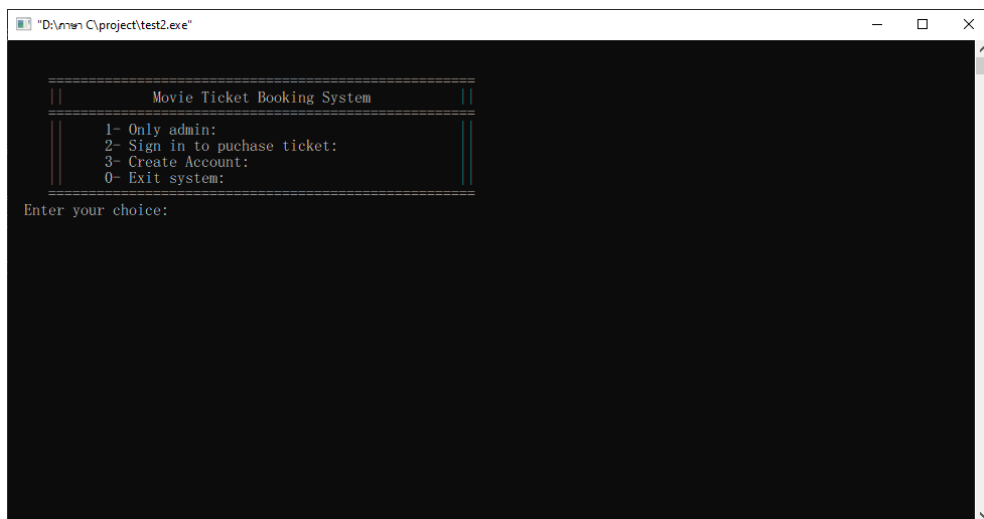 "D:\ภาษา C\project\test2.exe"
=====================================================
|| Movie Ticket Booking System ||
=====================================================
|| 1- Only admin: ||
|| 2- Sign in to puchase ticket: ||
|| 3- Create Account: ||
|| 0- Exit system: ||
=====================================================
Enter your choice: